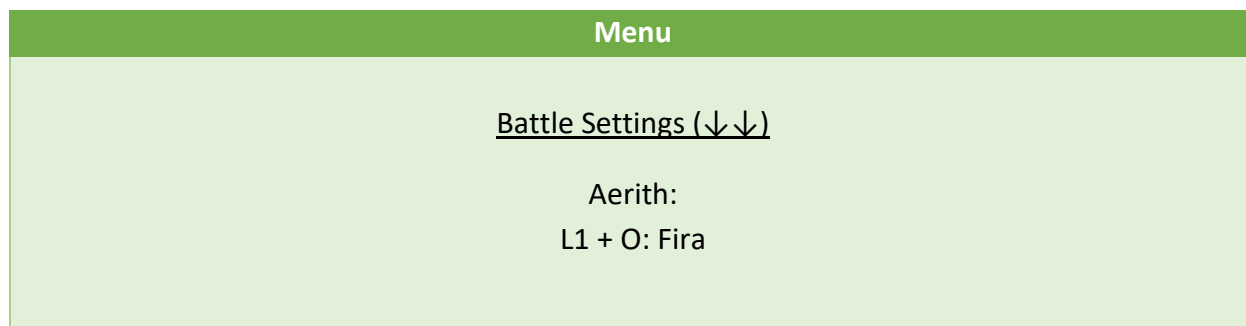 Menu
Battle Settings (↓↓)
Aerith:
L1 + O: Fira